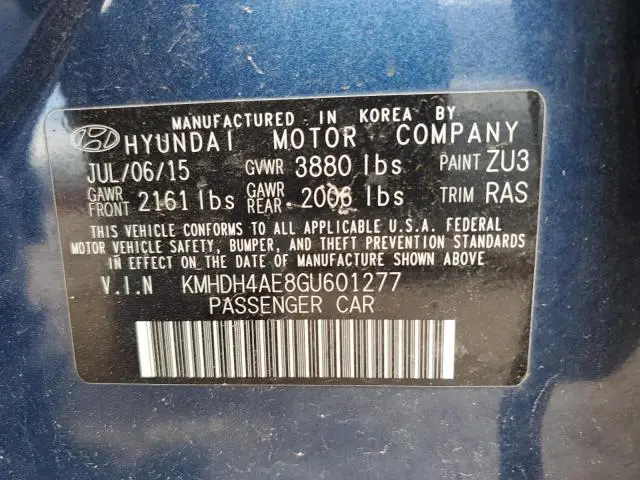 MANUFACTURED IN KOREA BY
HYUNDAI MOTOR COMPANY
JUL/06/15 GVWR 3880 lbs PAINT ZU3
GAWR FRONT 2161 lbs GAWR REAR 2006 lbs TRIM RAS
THIS VEHICLE CONFORMS TO ALL APPLICABLE U.S.A. FEDERAL
MOTOR VEHICLE SAFETY, BUMPER, AND THEFT PREVENTION STANDARDS
IN EFFECT ON THE DATE OF MANUFACTURE SHOWN ABOVE
V.I.N KMHDH4AE8GU601277
PASSENGER CAR